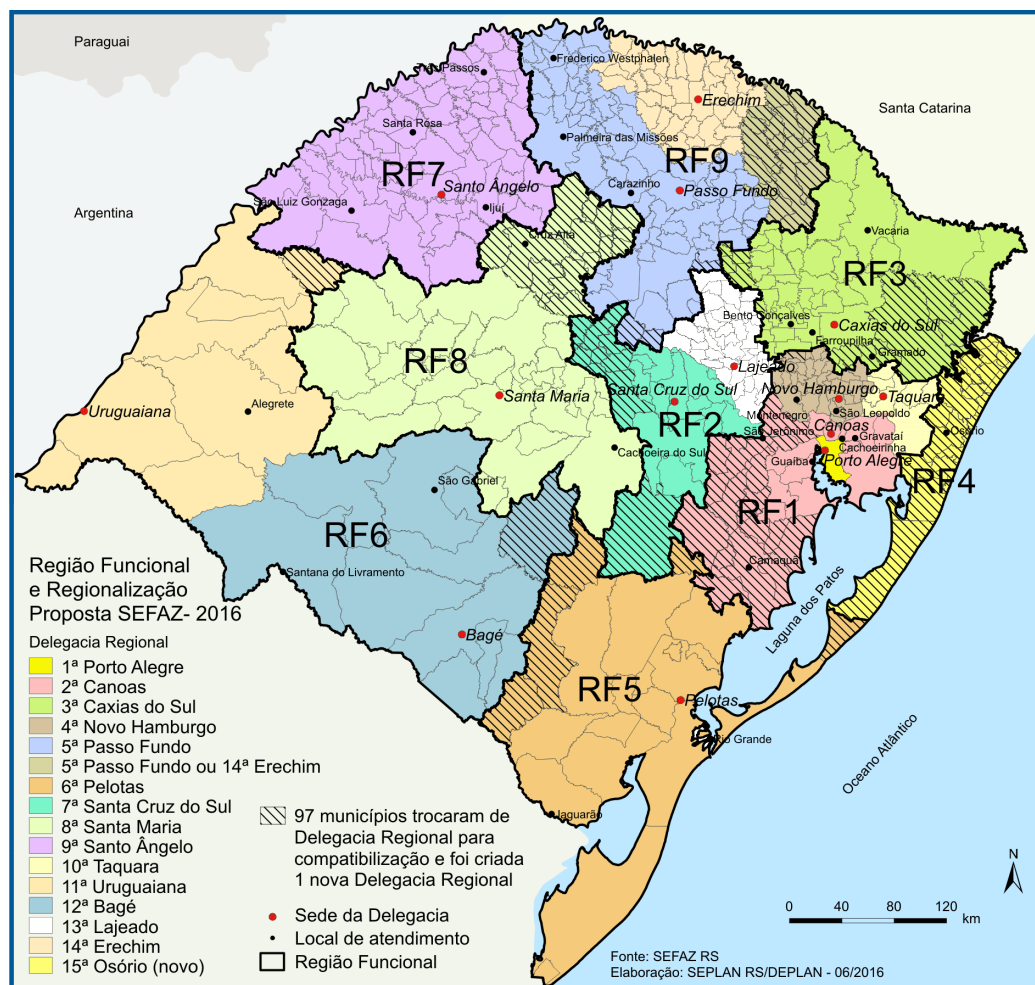 Paraguai
Santa Catarina
Argentina
Frederico Westphalen
Três Passos
Erechim
Santa Rosa
Palmeira das Missões
RF9
RF7
Santo Ângelo
Carazinho
Passo Fundo
São Luiz Gonzaga
Ijuí
Vacaria
Cruz Alta
RF3
Bento Gonçalves
Caxias do Sul
Farroupilha
Gramado
RF8
Lajeado
Santa Cruz do Sul
Novo Hamburgo
Taquara
Santa Maria
Uruguaiana
Alegrete
Montenegro
São Leopoldo
RF2
Canoas
São Jerônimo
Gravataí
Osório
Cachoeira do Sul
Cachoeirinha
Guaíba
Porto Alegre
RF4
São Gabriel
RF1
RF6
Camaquã
Santana do Livramento
Laguna dos Patos
Bagé
RF5
Pelotas
Rio Grande
Oceano Atlântico
Jaguarão
Região Funcional
e Regionalização
Proposta SEFAZ- 2016
Delegacia Regional
1ª Porto Alegre
2ª Canoas
3ª Caxias do Sul
4ª Novo Hamburgo
5ª Passo Fundo
5ª Passo Fundo ou 14ª Erechim
6ª Pelotas
7ª Santa Cruz do Sul
8ª Santa Maria
9ª Santo Ângelo
10ª Taquara
11ª Uruguaiana
12ª Bagé
13ª Lajeado
14ª Erechim
15ª Osório (novo)
97 municípios trocaram de
Delegacia Regional para
compatibilização e foi criada
1 nova Delegacia Regional
Sede da Delegacia
Local de atendimento
Região Funcional
N
0 40 80 120
km
Fonte: SEFAZ RS
Elaboração: SEPLAN RS/DEPLAN - 06/2016